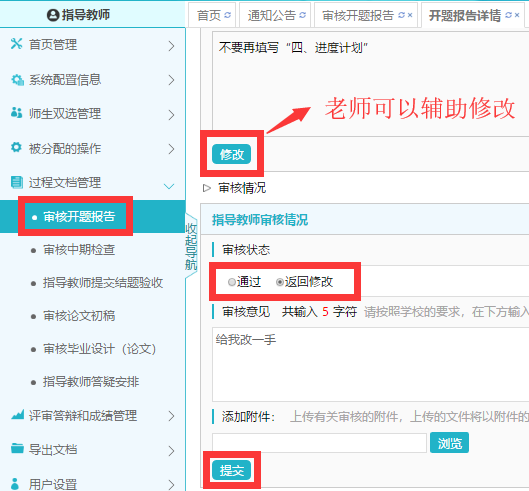 指导教师
首页 通知公告 审核开题报告 × 开题报告详情 ×
首页管理
系统配置信息
师生双选管理
被分配的操作
过程文档管理
审核开题报告
审核中期检查
指导教师提交结题验收
审核论文初稿
审核毕业设计（论文）
指导教师答疑安排
评审答辩和成绩管理
导出文档
用户设置
收起导航
不要再填写“四、进度计划”
老师可以辅助修改
修改
审核情况
指导教师审核情况
审核状态
通过 返回修改
审核意见 共输入 5 字符 请按照学校的要求，在下方输入
给我改一手
添加附件： 上传有关审核的附件，上传的文件将以附件的
浏览
提交